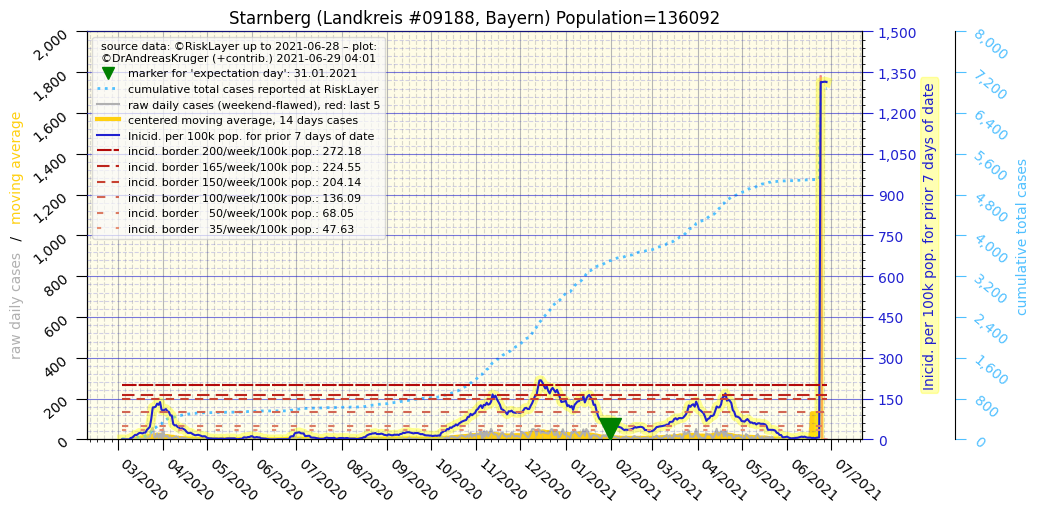 Starnberg (Landkreis #09188, Bayern) Population=136092
source data: ©RiskLayer up to 2021-06-28 – plot:
©DrAndreasKruger (+contrib.) 2021-06-29 04:01
marker for 'expectation day': 31.01.2021
cumulative total cases reported at RiskLayer
raw daily cases (weekend-flawed), red: last 5
centered moving average, 14 days cases
Inicid. per 100k pop. for prior 7 days of date
incid. border 200/week/100k pop.: 272.18
incid. border 165/week/100k pop.: 224.55
incid. border 150/week/100k pop.: 204.14
incid. border 100/week/100k pop.: 136.09
incid. border   50/week/100k pop.: 68.05
incid. border   35/week/100k pop.: 47.63
raw daily cases / moving average
2,000
1,800
1,600
1,400
1,200
1,000
800
600
400
200
0
03/2020
04/2020
05/2020
06/2020
07/2020
08/2020
09/2020
10/2020
11/2020
12/2020
01/2021
02/2021
03/2021
04/2021
05/2021
06/2021
07/2021
1,500
1,350
1,200
1,050
900
750
600
450
300
150
0
Inicid. per 100k pop. for prior 7 days of date
8,000
7,200
6,400
5,600
4,800
4,000
3,200
2,400
1,600
800
0
cumulative total cases